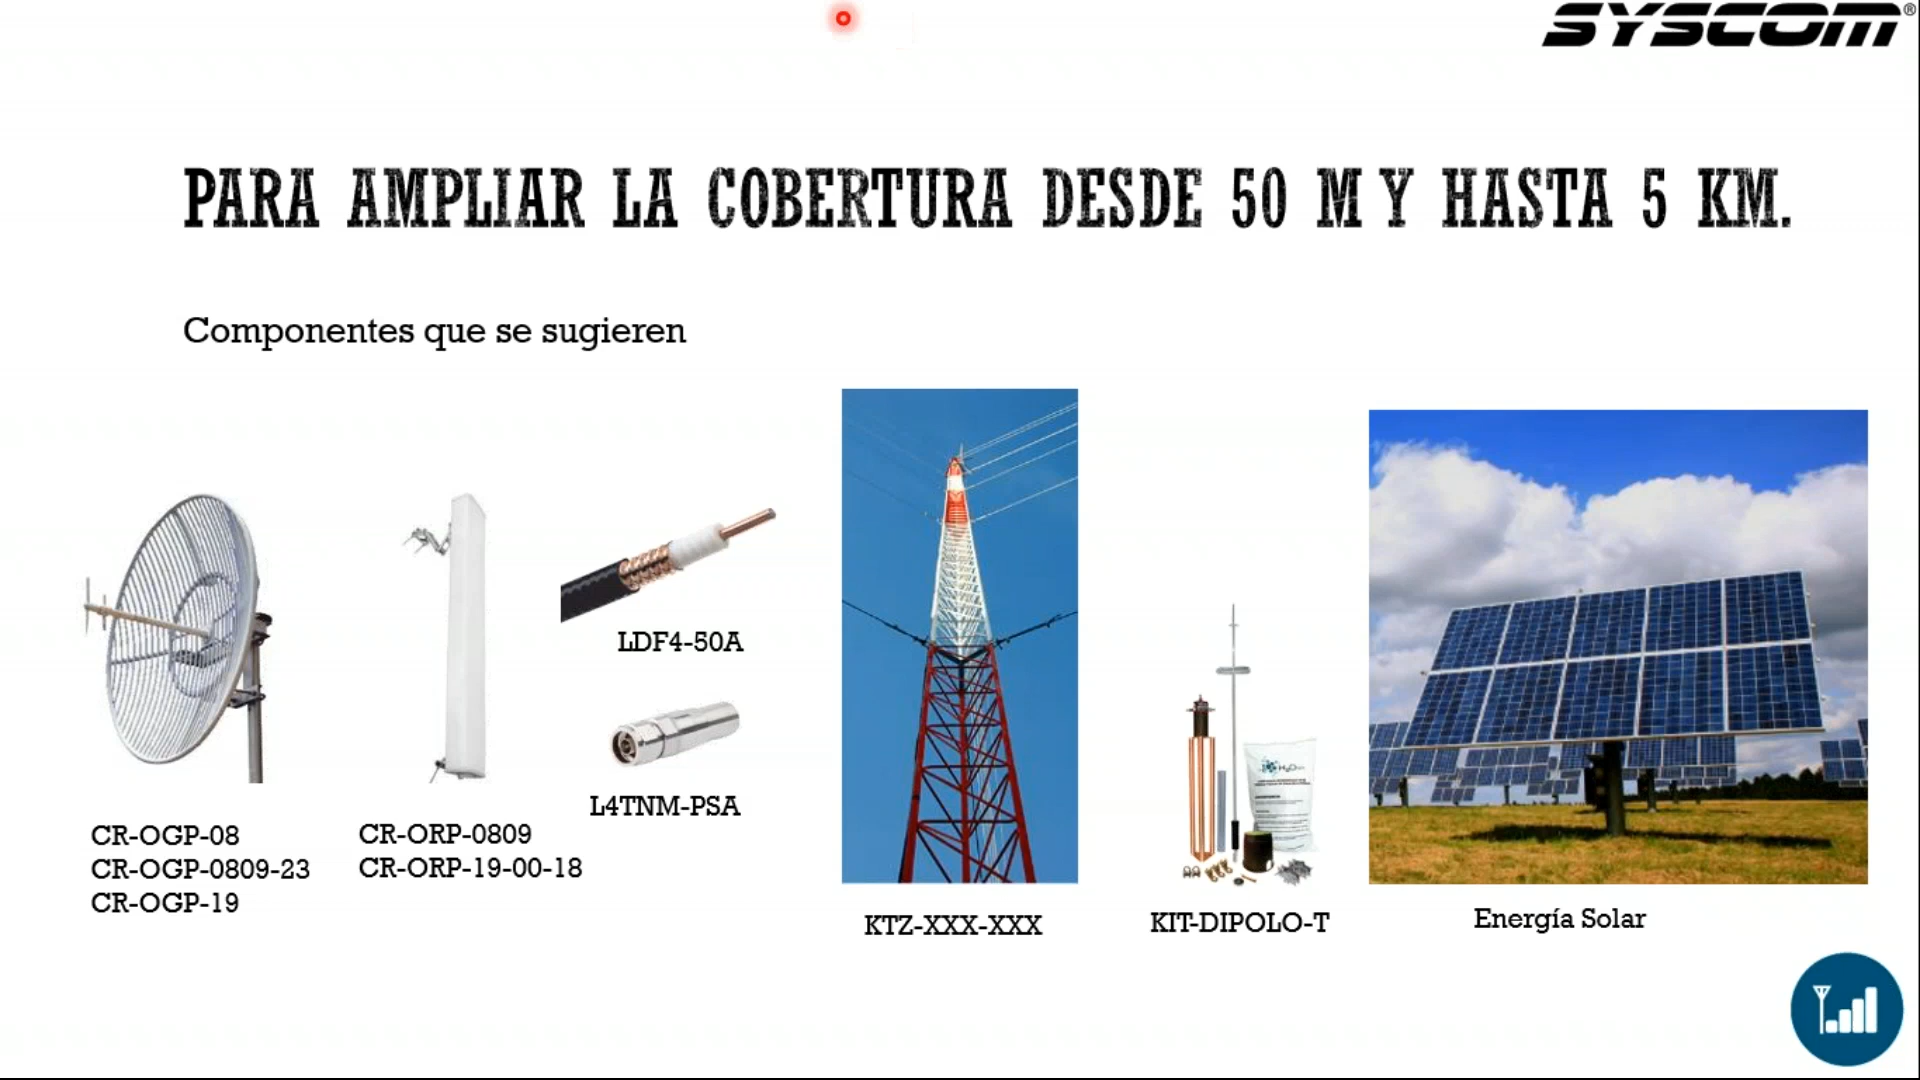 SYSCOM®
PARA AMPLIAR LA COBERTURA DESDE 50 M Y HASTA 5 KM.
Componentes que se sugieren
LDF4-50A
L4TNM-PSA
CR-OGP-08
CR-OGP-0809-23
CR-OGP-19
CR-ORP-0809
CR-ORP-19-00-18
KTZ-XXX-XXX
KIT-DIPOLO-T
Energía Solar